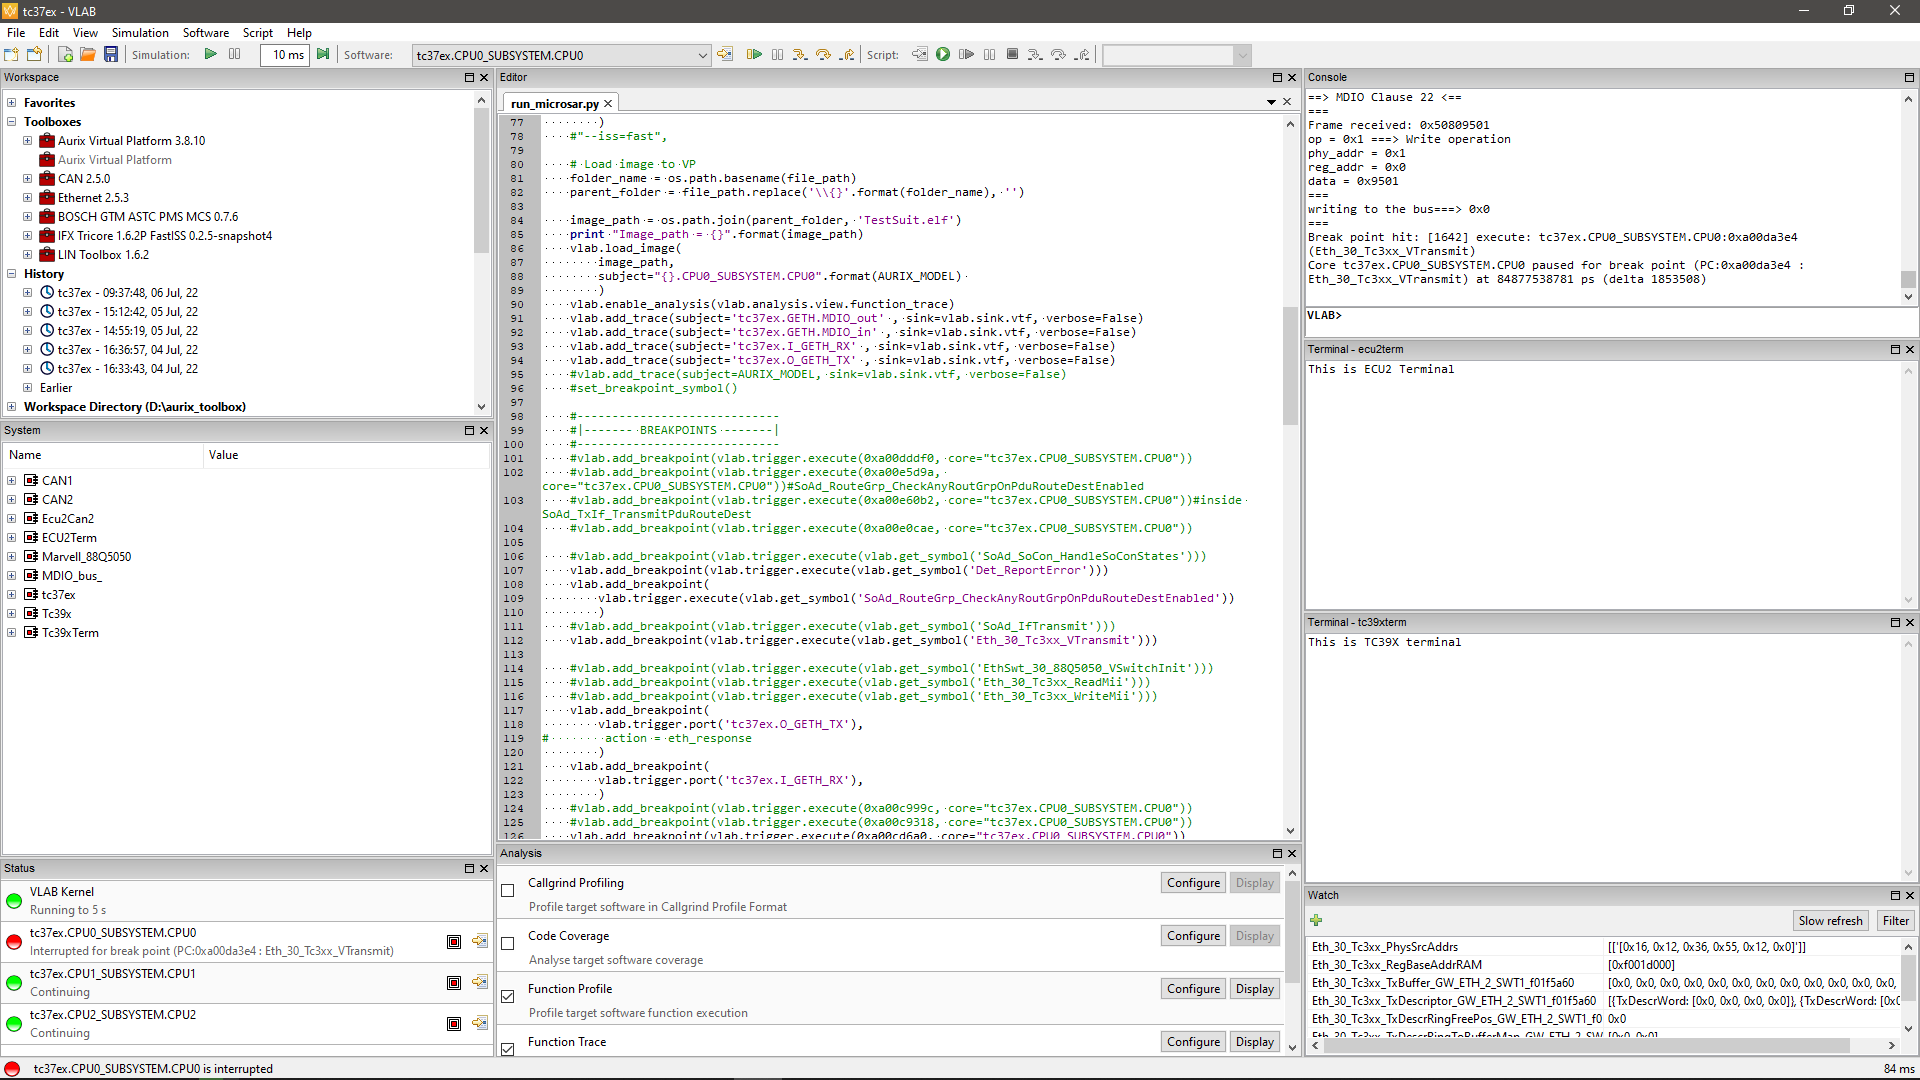 tc37ex - VLAB
File Edit View Simulation Software Script Help
Simulation: 10 ms Software: tc37ex.CPU0_SUBSYSTEM.CPU0 Script:
Workspace
Favorites
Toolboxes
Aurix Virtual Platform 3.8.10
Aurix Virtual Platform
CAN 2.5.0
Ethernet 2.5.3
BOSCH GTM ASTC PMS MCS 0.7.6
IFX Tricore 1.6.2P FastISS 0.2.5-snapshot4
LIN Toolbox 1.6.2
History
tc37ex - 09:37:48, 06 Jul, 22
tc37ex - 15:12:42, 05 Jul, 22
tc37ex - 14:55:19, 05 Jul, 22
tc37ex - 16:36:57, 04 Jul, 22
tc37ex - 16:33:43, 04 Jul, 22
Earlier
Workspace Directory (D:\aurix_toolbox)
System
Name Value
CAN1
CAN2
Ecu2Can2
ECU2Term
Marvell_88Q5050
MDIO_bus_
tc37ex
Tc39x
Tc39xTerm
Status
VLAB Kernel
Running to 5 s
tc37ex.CPU0_SUBSYSTEM.CPU0
Interrupted for break point (PC:0xa00da3e4 : Eth_30_Tc3xx_VTransmit)
tc37ex.CPU1_SUBSYSTEM.CPU1
Continuing
tc37ex.CPU2_SUBSYSTEM.CPU2
Continuing
Editor
run_microsar.py
77 )
78 #"--iss=fast",
79
80 # Load image to VP
81 folder_name = os.path.basename(file_path)
82 parent_folder = file_path.replace('\\{}'.format(folder_name), '')
83
84 image_path = os.path.join(parent_folder, 'TestSuit.elf')
85 print "Image_path = {}".format(image_path)
86 vlab.load_image(
87 image_path,
88 subject="{}.CPU0_SUBSYSTEM.CPU0".format(AURIX_MODEL)
89 )
90 vlab.enable_analysis(vlab.analysis.view.function_trace)
91 vlab.add_trace(subject='tc37ex.GETH.MDIO_out' , sink=vlab.sink.vtf, verbose=False)
92 vlab.add_trace(subject='tc37ex.GETH.MDIO_in' , sink=vlab.sink.vtf, verbose=False)
93 vlab.add_trace(subject='tc37ex.I_GETH_RX' , sink=vlab.sink.vtf, verbose=False)
94 vlab.add_trace(subject='tc37ex.O_GETH_TX' , sink=vlab.sink.vtf, verbose=False)
95 #vlab.add_trace(subject=AURIX_MODEL, sink=vlab.sink.vtf, verbose=False)
96 #set_breakpoint_symbol()
97
98 #-----------------------------
99 #|------- BREAKPOINTS -------|
100 #-----------------------------
101 #vlab.add_breakpoint(vlab.trigger.execute(0xa00dddf0, core="tc37ex.CPU0_SUBSYSTEM.CPU0"))
102 #vlab.add_breakpoint(vlab.trigger.execute(0xa00e5d9a,
core="tc37ex.CPU0_SUBSYSTEM.CPU0"))#SoAd_RouteGrp_CheckAnyRoutGrpOnPduRouteDestEnabled
103 #vlab.add_breakpoint(vlab.trigger.execute(0xa00e60b2, core="tc37ex.CPU0_SUBSYSTEM.CPU0"))#inside
SoAd_TxIf_TransmitPduRouteDest
104 #vlab.add_breakpoint(vlab.trigger.execute(0xa00e0cae, core="tc37ex.CPU0_SUBSYSTEM.CPU0"))
105
106 #vlab.add_breakpoint(vlab.trigger.execute(vlab.get_symbol('SoAd_SoCon_HandleSoConStates')))
107 vlab.add_breakpoint(vlab.trigger.execute(vlab.get_symbol('Det_ReportError')))
108 vlab.add_breakpoint(
109 vlab.trigger.execute(vlab.get_symbol('SoAd_RouteGrp_CheckAnyRoutGrpOnPduRouteDestEnabled'))
110 )
111 #vlab.add_breakpoint(vlab.trigger.execute(vlab.get_symbol('SoAd_IfTransmit')))
112 vlab.add_breakpoint(vlab.trigger.execute(vlab.get_symbol('Eth_30_Tc3xx_VTransmit')))
113
114 #vlab.add_breakpoint(vlab.trigger.execute(vlab.get_symbol('EthSwt_30_88Q5050_VSwitchInit')))
115 #vlab.add_breakpoint(vlab.trigger.execute(vlab.get_symbol('Eth_30_Tc3xx_ReadMii')))
116 #vlab.add_breakpoint(vlab.trigger.execute(vlab.get_symbol('Eth_30_Tc3xx_WriteMii')))
117 vlab.add_breakpoint(
118 vlab.trigger.port('tc37ex.O_GETH_TX'),
119 # action = eth_response
120 )
121 vlab.add_breakpoint(
122 vlab.trigger.port('tc37ex.I_GETH_RX'),
123 )
124 #vlab.add_breakpoint(vlab.trigger.execute(0xa00c999c, core="tc37ex.CPU0_SUBSYSTEM.CPU0"))
125 #vlab.add_breakpoint(vlab.trigger.execute(0xa00c9318, core="tc37ex.CPU0_SUBSYSTEM.CPU0"))
126 vlab.add_breakpoint(vlab.trigger.execute(0xa00cd6a0, core="tc37ex.CPU0_SUBSYSTEM.CPU0"))
Analysis
Callgrind Profiling Configure Display
Profile target software in Callgrind Profile Format
Code Coverage Configure Display
Analyse target software coverage
Function Profile Configure Display
Profile target software function execution
Function Trace Configure Display
Console
==> MDIO Clause 22 <==
===
Frame received: 0x50809501
op = 0x1 ===> Write operation
phy_addr = 0x1
reg_addr = 0x0
data = 0x9501
===
writing to the bus===> 0x0
===
Break point hit: [1642] execute: tc37ex.CPU0_SUBSYSTEM.CPU0:0xa00da3e4
(Eth_30_Tc3xx_VTransmit)
Core tc37ex.CPU0_SUBSYSTEM.CPU0 paused for break point (PC:0xa00da3e4 :
Eth_30_Tc3xx_VTransmit) at 84877538781 ps (delta 1853508)
VLAB>
Terminal - ecu2term
This is ECU2 Terminal
Terminal - tc39xterm
This is TC39X terminal
Watch
Slow refresh Filter
Eth_30_Tc3xx_PhysSrcAddrs [['[0x16, 0x12, 0x36, 0x55, 0x12, 0x0]']]
Eth_30_Tc3xx_RegBaseAddrRAM [0xf001d000]
Eth_30_Tc3xx_TxBuffer_GW_ETH_2_SWT1_f01f5a60 [0x0, 0x0, 0x0, 0x0, 0x0, 0x0, 0x0, 0x0, 0x0, 0x0, 0x0, 0x0,
Eth_30_Tc3xx_TxDescriptor_GW_ETH_2_SWT1_f01f5a60 [{TxDescrWord: [0x0, 0x0, 0x0, 0x0]}, {TxDescrWord: [0x0
Eth_30_Tc3xx_TxDescrRingFreePos_GW_ETH_2_SWT1_f0 0x0
Eth_30_Tc3xx_TxDescrRingToBufferMap_GW_ETH_2_SW [0x0, 0x0]
tc37ex.CPU0_SUBSYSTEM.CPU0 is interrupted 84 ms